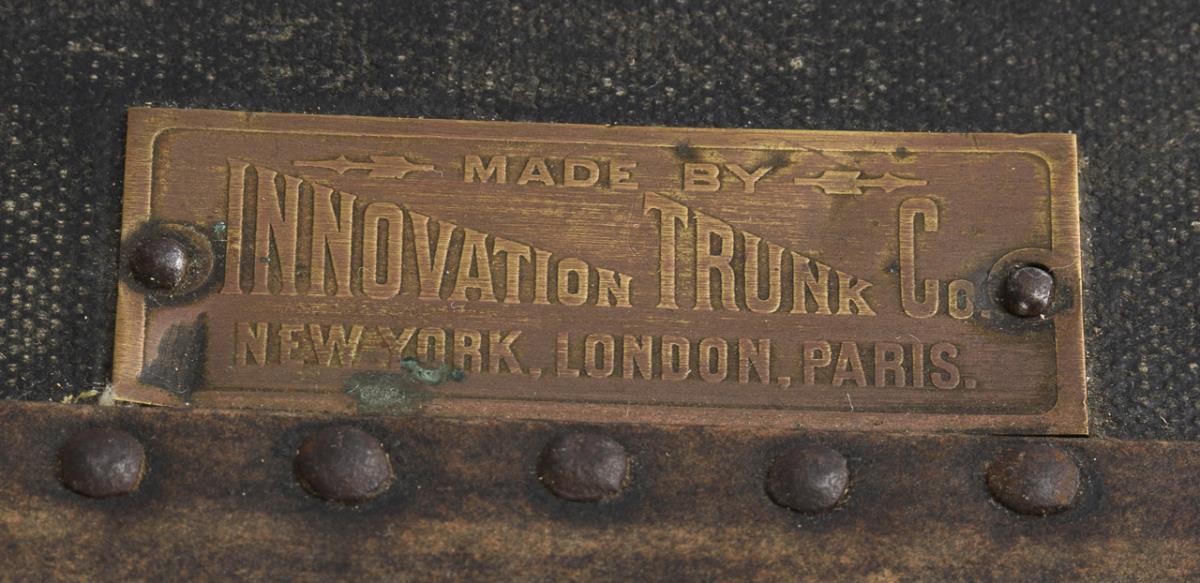 MADE BY
INNOVATION TRUNK CO.
NEW YORK, LONDON, PARIS.